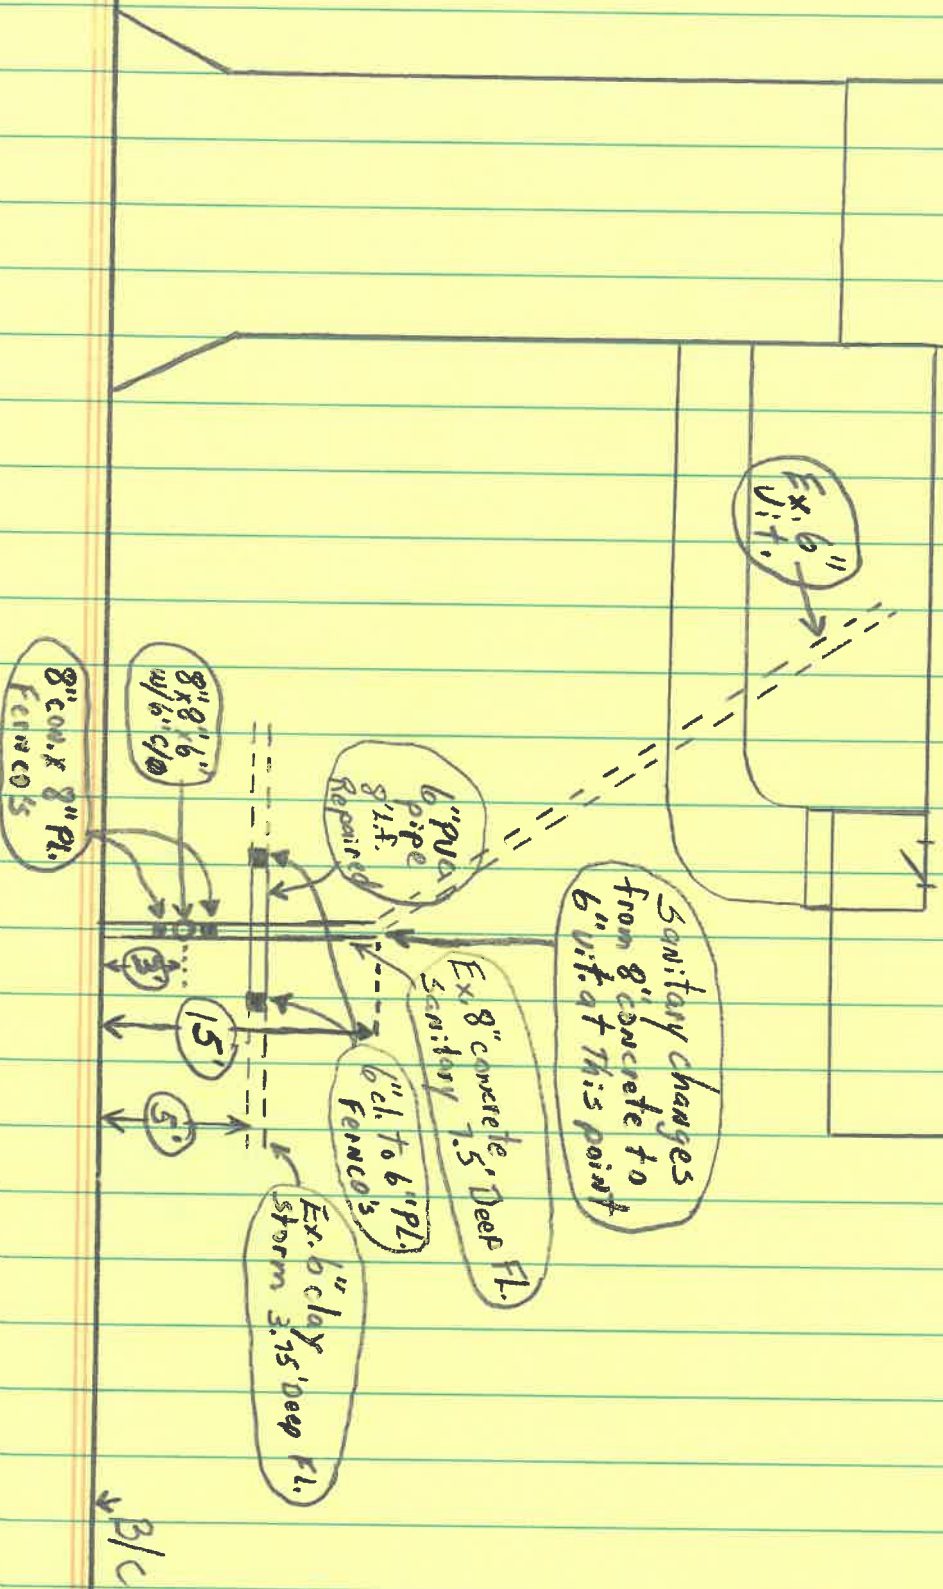 Ex. 6"
Vit.
Sanitary changes
from 8" concrete to
6" Vit. at This point
6" PVC
pipe
8' L.F.
Repaired
Ex. 8" concrete
Sanitary 7.5' Deep FL.
6" cl. to 6" PL.
FERNCO'S
Ex. 6" clay
storm 3.75' Deep FL.
8"x8"x6"
w/6" c/o
8" con. x 8" PL.
FERNCO'S
3'
15'
5'
B/C